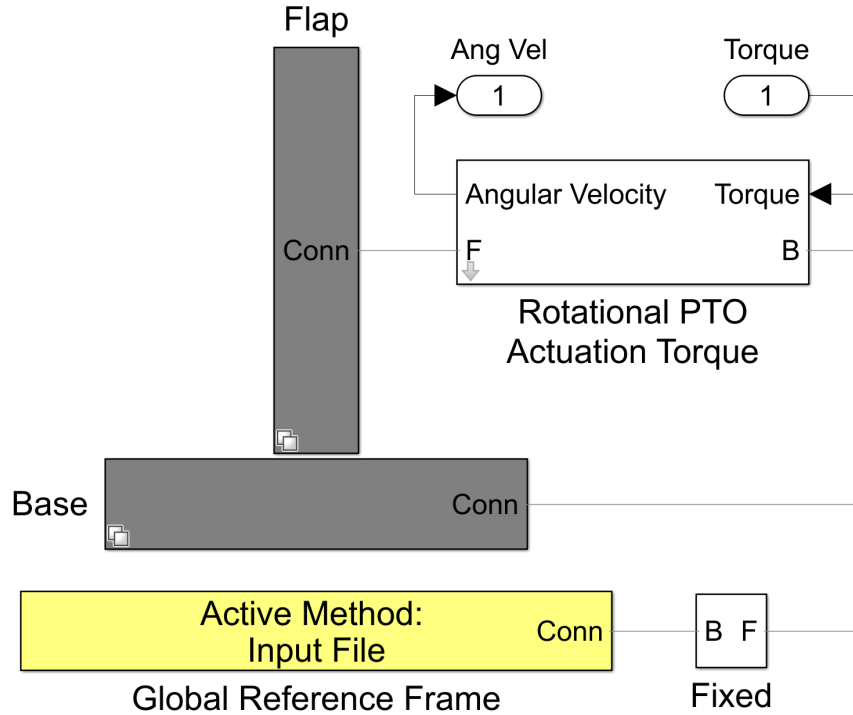 Flap
Ang Vel
Torque
1
1
Angular Velocity
Torque
Conn
F
B
Rotational PTO
Actuation Torque
Base
Conn
Active Method:
Input File
Conn
B F
Global Reference Frame
Fixed